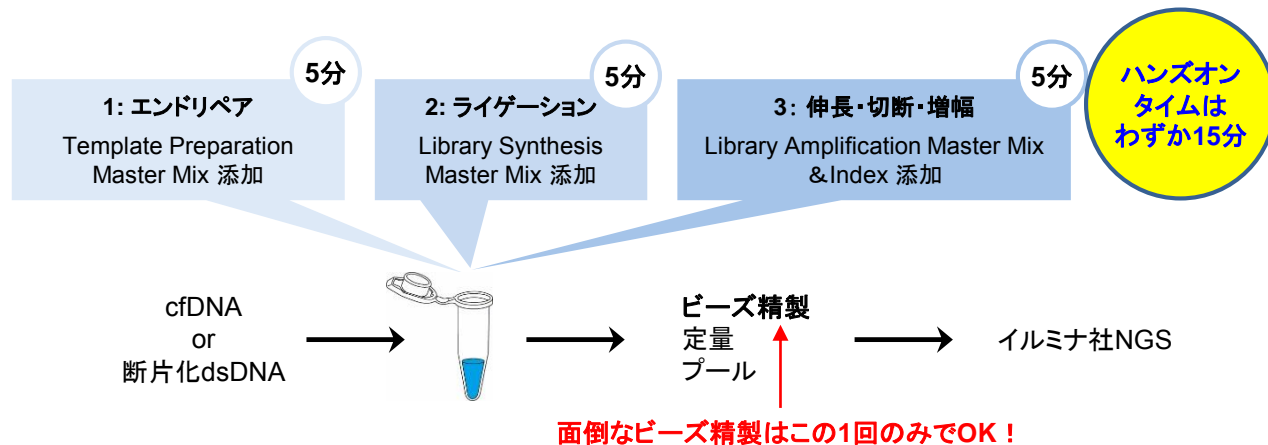 5分
1: エンドリペア
Template Preparation
Master Mix 添加
5分
2: ライゲーション
Library Synthesis
Master Mix 添加
5分
3: 伸長・切断・増幅
Library Amplification Master Mix
&Index 添加
ハンズオン
タイムは
わずか15分
cfDNA
or
断片化dsDNA
ビーズ精製
定量
プール
イルミナ社NGS
面倒なビーズ精製はこの1回のみでOK！